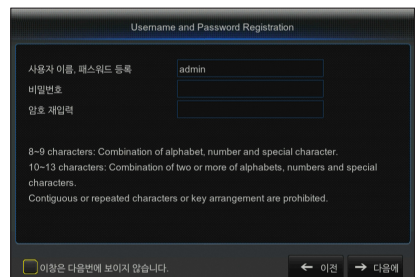 Username and Password Registration
사용자 이름, 패스워드 등록 admin
비밀번호
암호 재입력
8~9 characters: Combination of alphabet, number and special character.
10~13 characters: Combination of two or more of alphabets, numbers and special
characters.
Contiguous or repeated characters or key arrangement are prohibited.
이창은 다음번에 보이지 않습니다. ← 이전 → 다음에